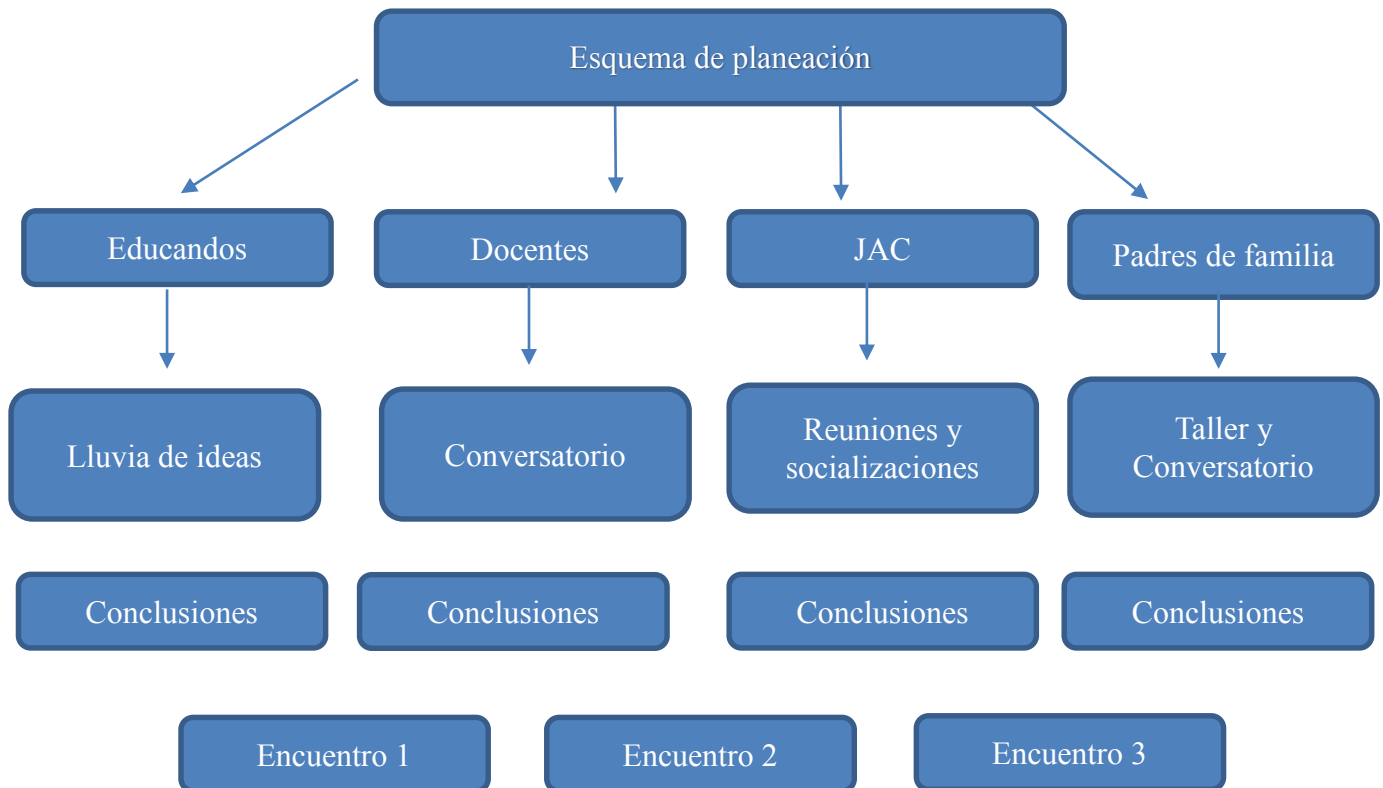 Esquema de planeación
Educandos
Docentes
JAC
Padres de familia
Lluvia de ideas
Conversatorio
Reuniones y
socializaciones
Taller y
Conversatorio
Conclusiones
Conclusiones
Conclusiones
Conclusiones
Encuentro 1
Encuentro 2
Encuentro 3